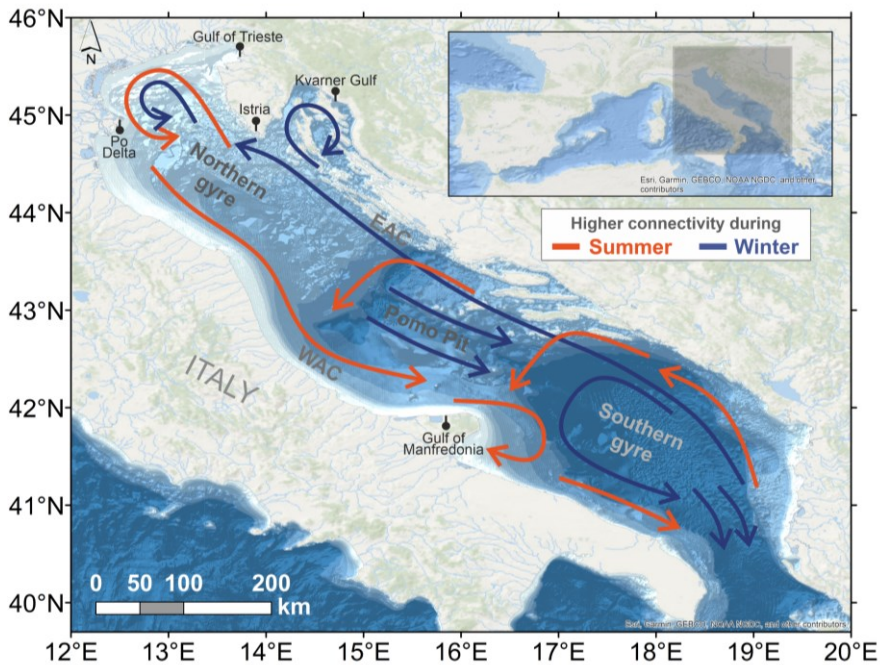 46°N
45°N
44°N
43°N
42°N
41°N
40°N
12°E
13°E
14°E
15°E
16°E
17°E
18°E
19°E
20°E
N
Gulf of Trieste
Kvarner Gulf
Istria
Po
Delta
Northern
gyre
EAC
Pomo Pit
WAC
ITALY
Gulf of
Manfredonia
Southern
gyre
Esri, Garmin, GEBCO, NOAA NGDC, and other
contributors
Higher connectivity during
Summer
Winter
0 50 100 200
km
Esri, Garmin, GEBCO, NOAA NGDC, and other contributors